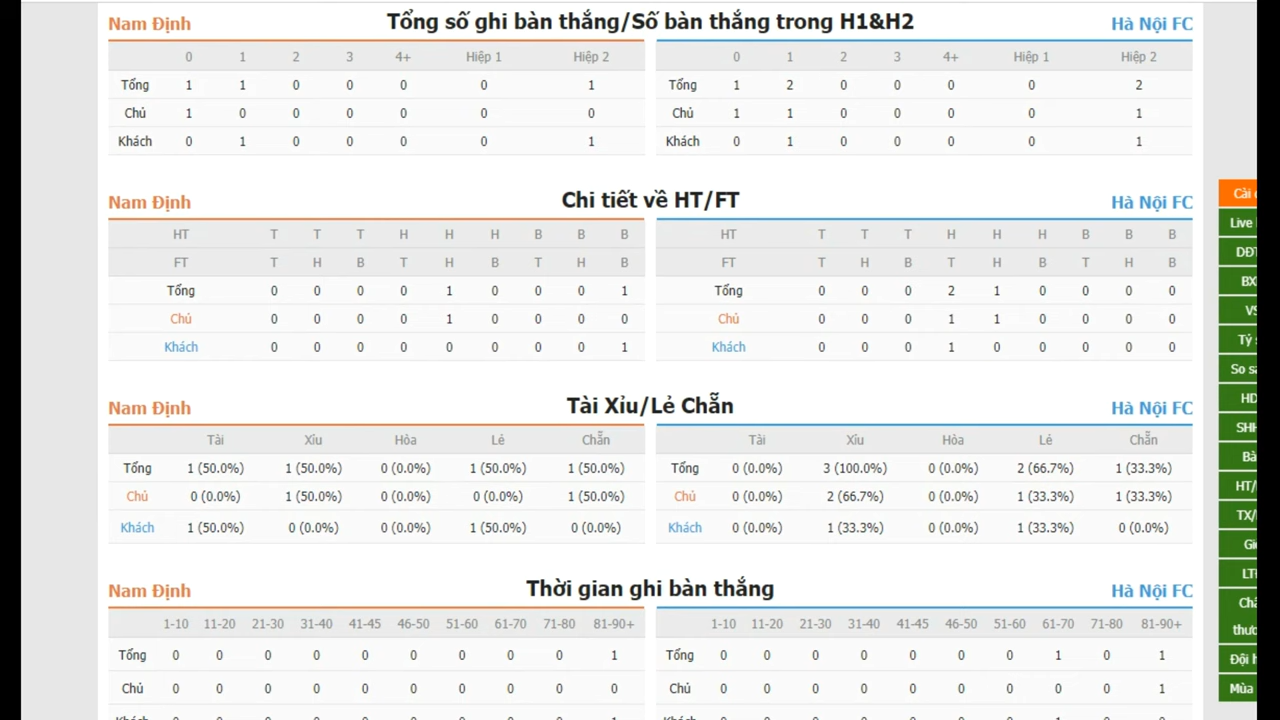 Nam Định Tổng số ghi bàn thắng/Số bàn thắng trong H1&H2 Hà Nội FC
0 1 2 3 4+ Hiệp 1 Hiệp 2 0 1 2 3 4+ Hiệp 1 Hiệp 2
Tổng 1 1 0 0 0 0 1 Tổng 1 2 0 0 0 0 2
Chủ 1 0 0 0 0 0 0 Chủ 1 1 0 0 0 0 1
Khách 0 1 0 0 0 0 1 Khách 0 1 0 0 0 0 1
Nam Định Chi tiết về HT/FT Hà Nội FC
HT T T T H H H B B B HT T T T H H H B B B
FT T H B T H B T H B FT T H B T H B T H B
Tổng 0 0 0 0 1 0 0 0 1 Tổng 0 0 0 2 1 0 0 0 0
Chủ 0 0 0 0 1 0 0 0 0 Chủ 0 0 0 1 1 0 0 0 0
Khách 0 0 0 0 0 0 0 0 1 Khách 0 0 0 1 0 0 0 0 0
Nam Định Tài Xỉu/Lẻ Chẵn Hà Nội FC
Tài Xỉu Hòa Lẻ Chẵn Tài Xỉu Hòa Lẻ Chẵn
Tổng 1 (50.0%) 1 (50.0%) 0 (0.0%) 1 (50.0%) 1 (50.0%) Tổng 0 (0.0%) 3 (100.0%) 0 (0.0%) 2 (66.7%) 1 (33.3%)
Chủ 0 (0.0%) 1 (50.0%) 0 (0.0%) 0 (0.0%) 1 (50.0%) Chủ 0 (0.0%) 2 (66.7%) 0 (0.0%) 1 (33.3%) 1 (33.3%)
Khách 1 (50.0%) 0 (0.0%) 0 (0.0%) 1 (50.0%) 0 (0.0%) Khách 0 (0.0%) 1 (33.3%) 0 (0.0%) 1 (33.3%) 0 (0.0%)
Nam Định Thời gian ghi bàn thắng Hà Nội FC
1-10 11-20 21-30 31-40 41-45 46-50 51-60 61-70 71-80 81-90+ 1-10 11-20 21-30 31-40 41-45 46-50 51-60 61-70 71-80 81-90+
Tổng 0 0 0 0 0 0 0 0 0 1 Tổng 0 0 0 0 0 0 0 1 0 1
Chủ 0 0 0 0 0 0 0 0 0 0 Chủ 0 0 0 0 0 0 0 0 0 1
Cài
Live
BX
VS
Tỷ
So
HT/
TX/
Đội
Mùa